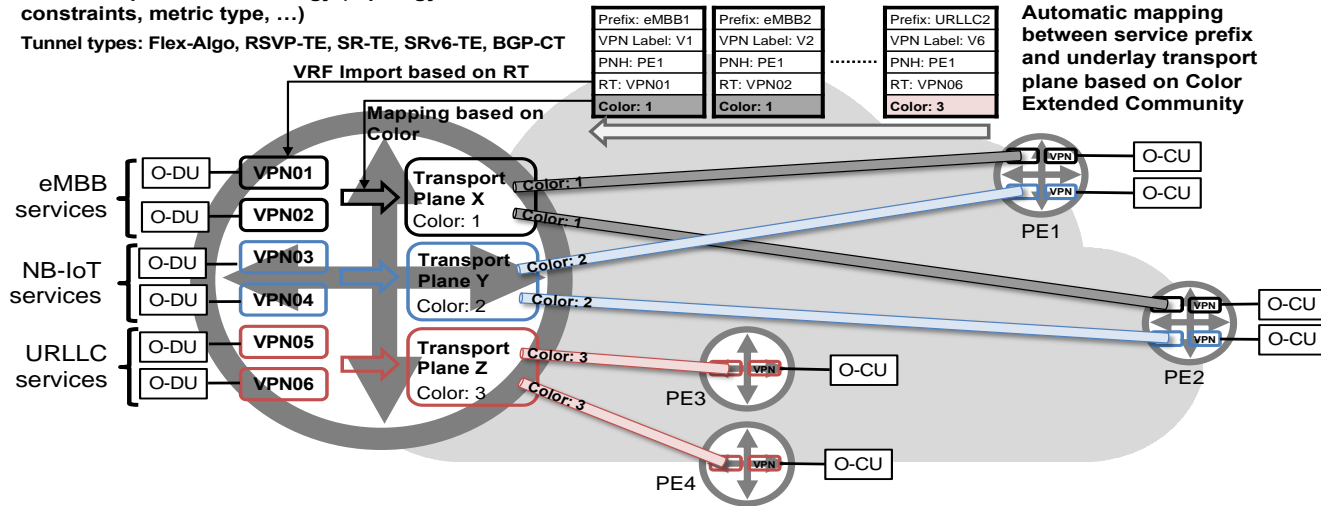 constraints, metric type, …)
Tunnel types: Flex-Algo, RSVP-TE, SR-TE, SRv6-TE, BGP-CT
VRF Import based on RT
Mapping based on
Color
Prefix: eMBB1
VPN Label: V1
PNH: PE1
RT: VPN01
Color: 1
Prefix: eMBB2
VPN Label: V2
PNH: PE1
RT: VPN02
Color: 1
.........
Prefix: URLLC2
VPN Label: V6
PNH: PE1
RT: VPN06
Color: 3
Automatic mapping
between service prefix
and underlay transport
plane based on Color
Extended Community
eMBB
services
O-DU
VPN01
O-DU
VPN02
NB-IoT
services
O-DU
VPN03
O-DU
VPN04
URLLC
services
O-DU
VPN05
O-DU
VPN06
Transport
Plane X
Color: 1
Transport
Plane Y
Color: 2
Transport
Plane Z
Color: 3
Color: 1
Color: 1
Color: 2
Color: 2
Color: 3
Color: 3
VPN
O-CU
VPN
O-CU
PE1
VPN
O-CU
VPN
O-CU
PE2
VPN
O-CU
PE3
VPN
O-CU
PE4